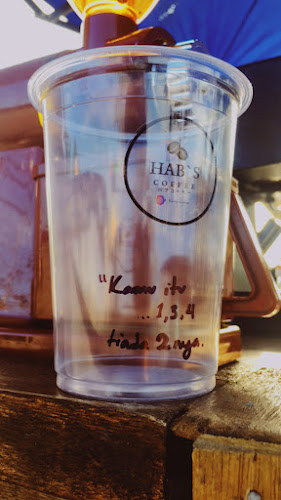 HAB'S
COFFEE
"Kamu itu
... 1,3,4
tiada 2.nya.